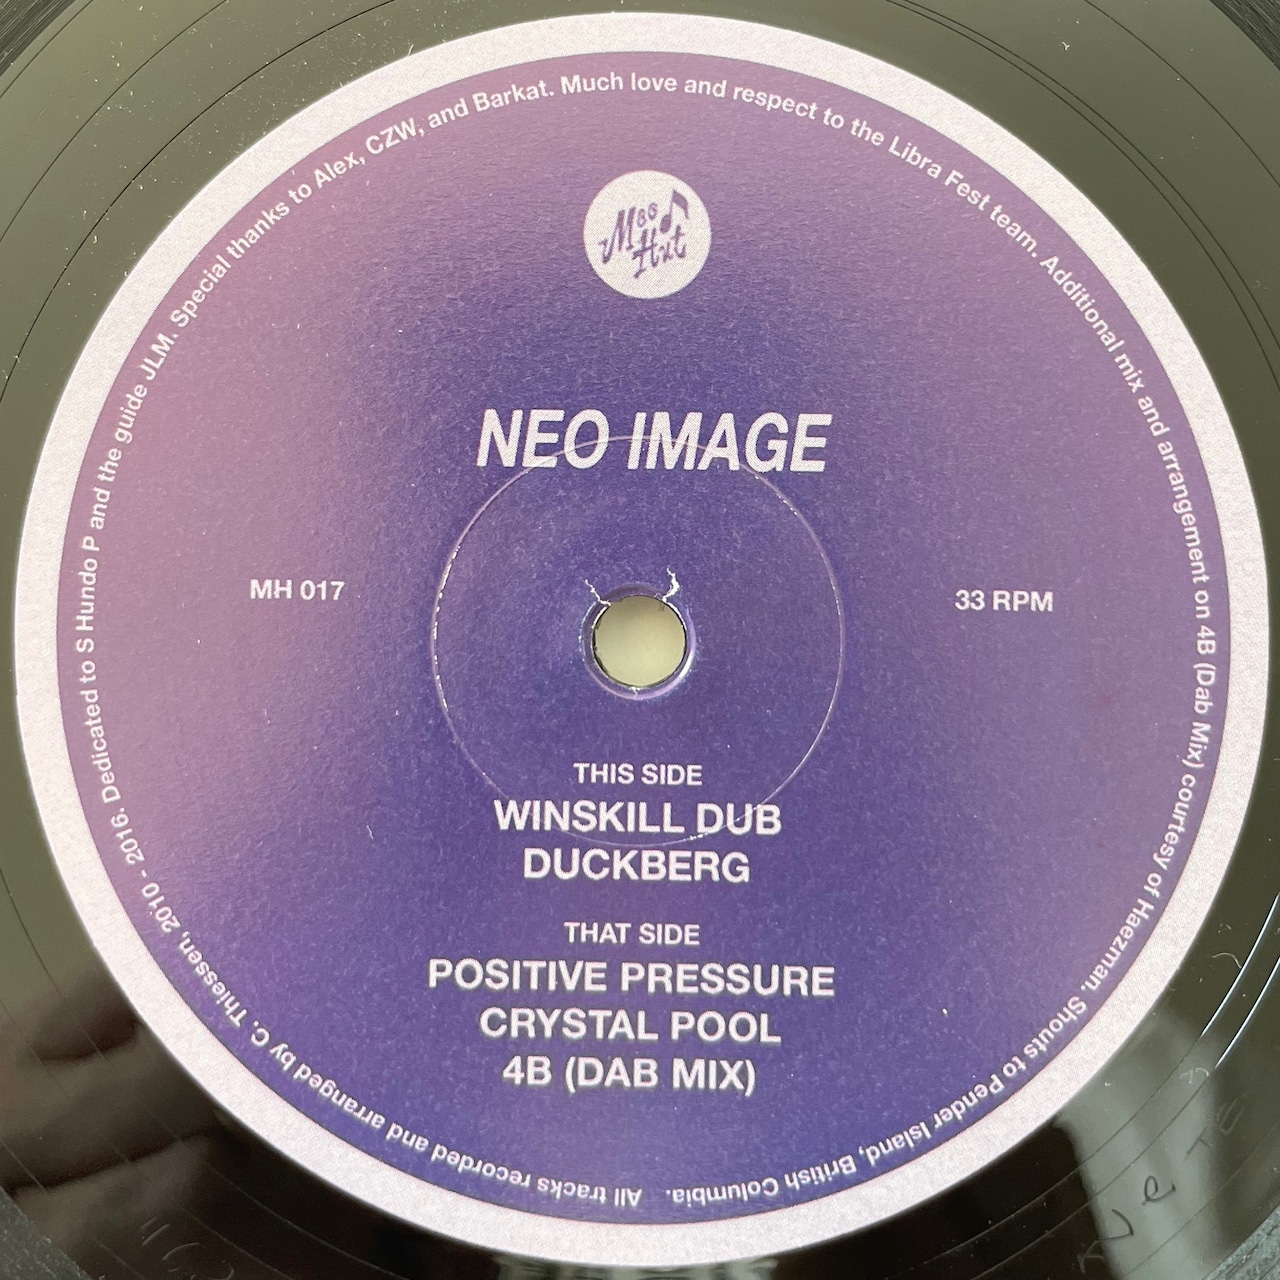 M86
Hut
NEO IMAGE
MH 017
33 RPM
THIS SIDE
WINSKILL DUB
DUCKBERG
THAT SIDE
POSITIVE PRESSURE
CRYSTAL POOL
4B (DAB MIX)
All tracks recorded and arranged by C. Thiessen, 2010 - 2016. Dedicated to S Hundo P and the guide JLM. Special thanks to Alex, CZW, and Barkat. Much love and respect to the Libra Fest team. Additional mix and arrangement on 4B (Dab Mix) courtesy of Haezman. Shouts to Pender Island, British Columbia.